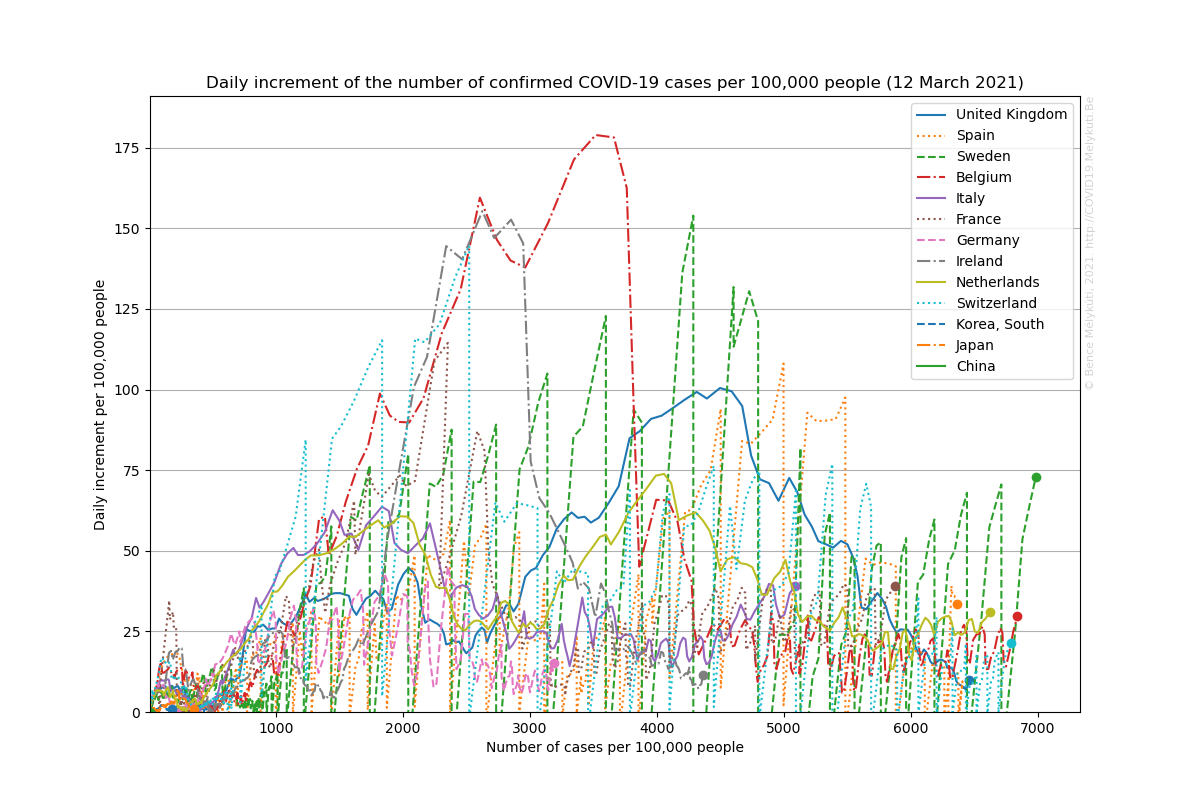 Daily increment of the number of confirmed COVID-19 cases per 100,000 people (12 March 2021)
Daily increment per 100,000 people
175
150
125
100
75
50
25
0
1000
2000
3000
4000
5000
6000
7000
Number of cases per 100,000 people
United Kingdom
Spain
Sweden
Belgium
Italy
France
Germany
Ireland
Netherlands
Switzerland
Korea, South
Japan
China
© Bence Mélykúti, 2021 http://COVID19.Melykuti.Be